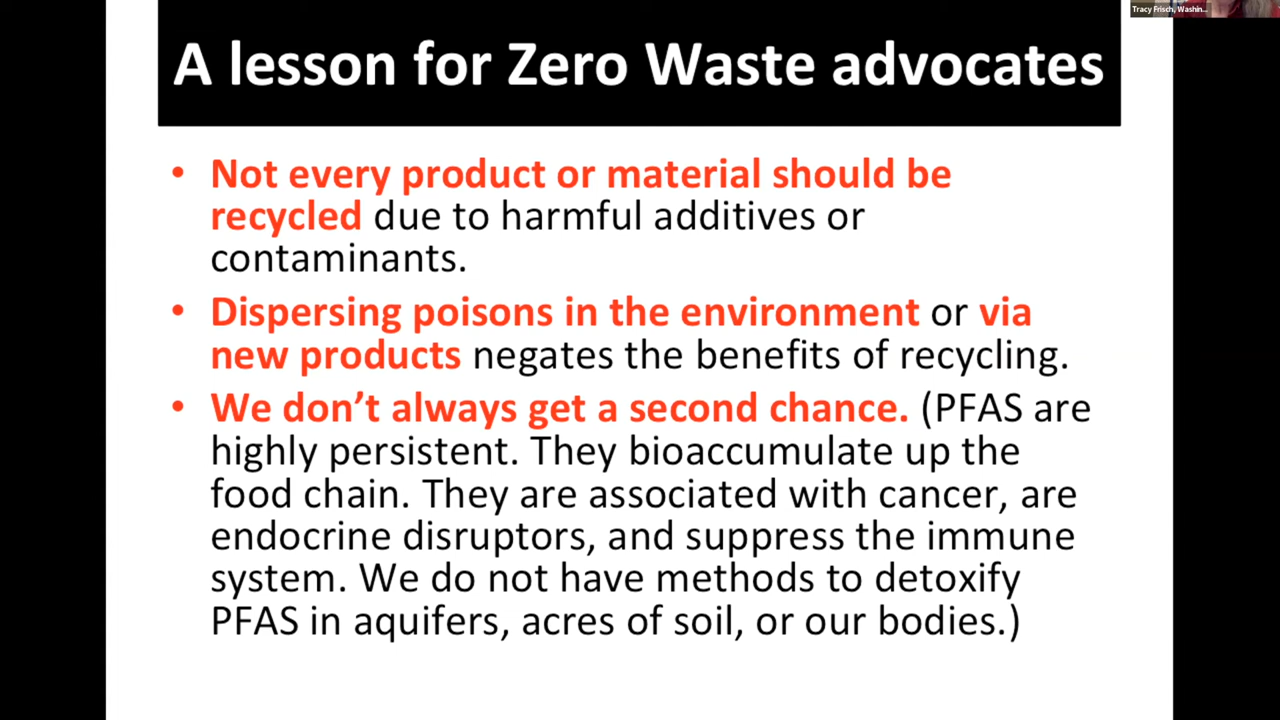 Tracy Frisch, Washin...
A lesson for Zero Waste advocates
• Not every product or material should be
recycled due to harmful additives or
contaminants.
• Dispersing poisons in the environment or via
new products negates the benefits of recycling.
• We don’t always get a second chance. (PFAS are
highly persistent. They bioaccumulate up the
food chain. They are associated with cancer, are
endocrine disruptors, and suppress the immune
system. We do not have methods to detoxify
PFAS in aquifers, acres of soil, or our bodies.)